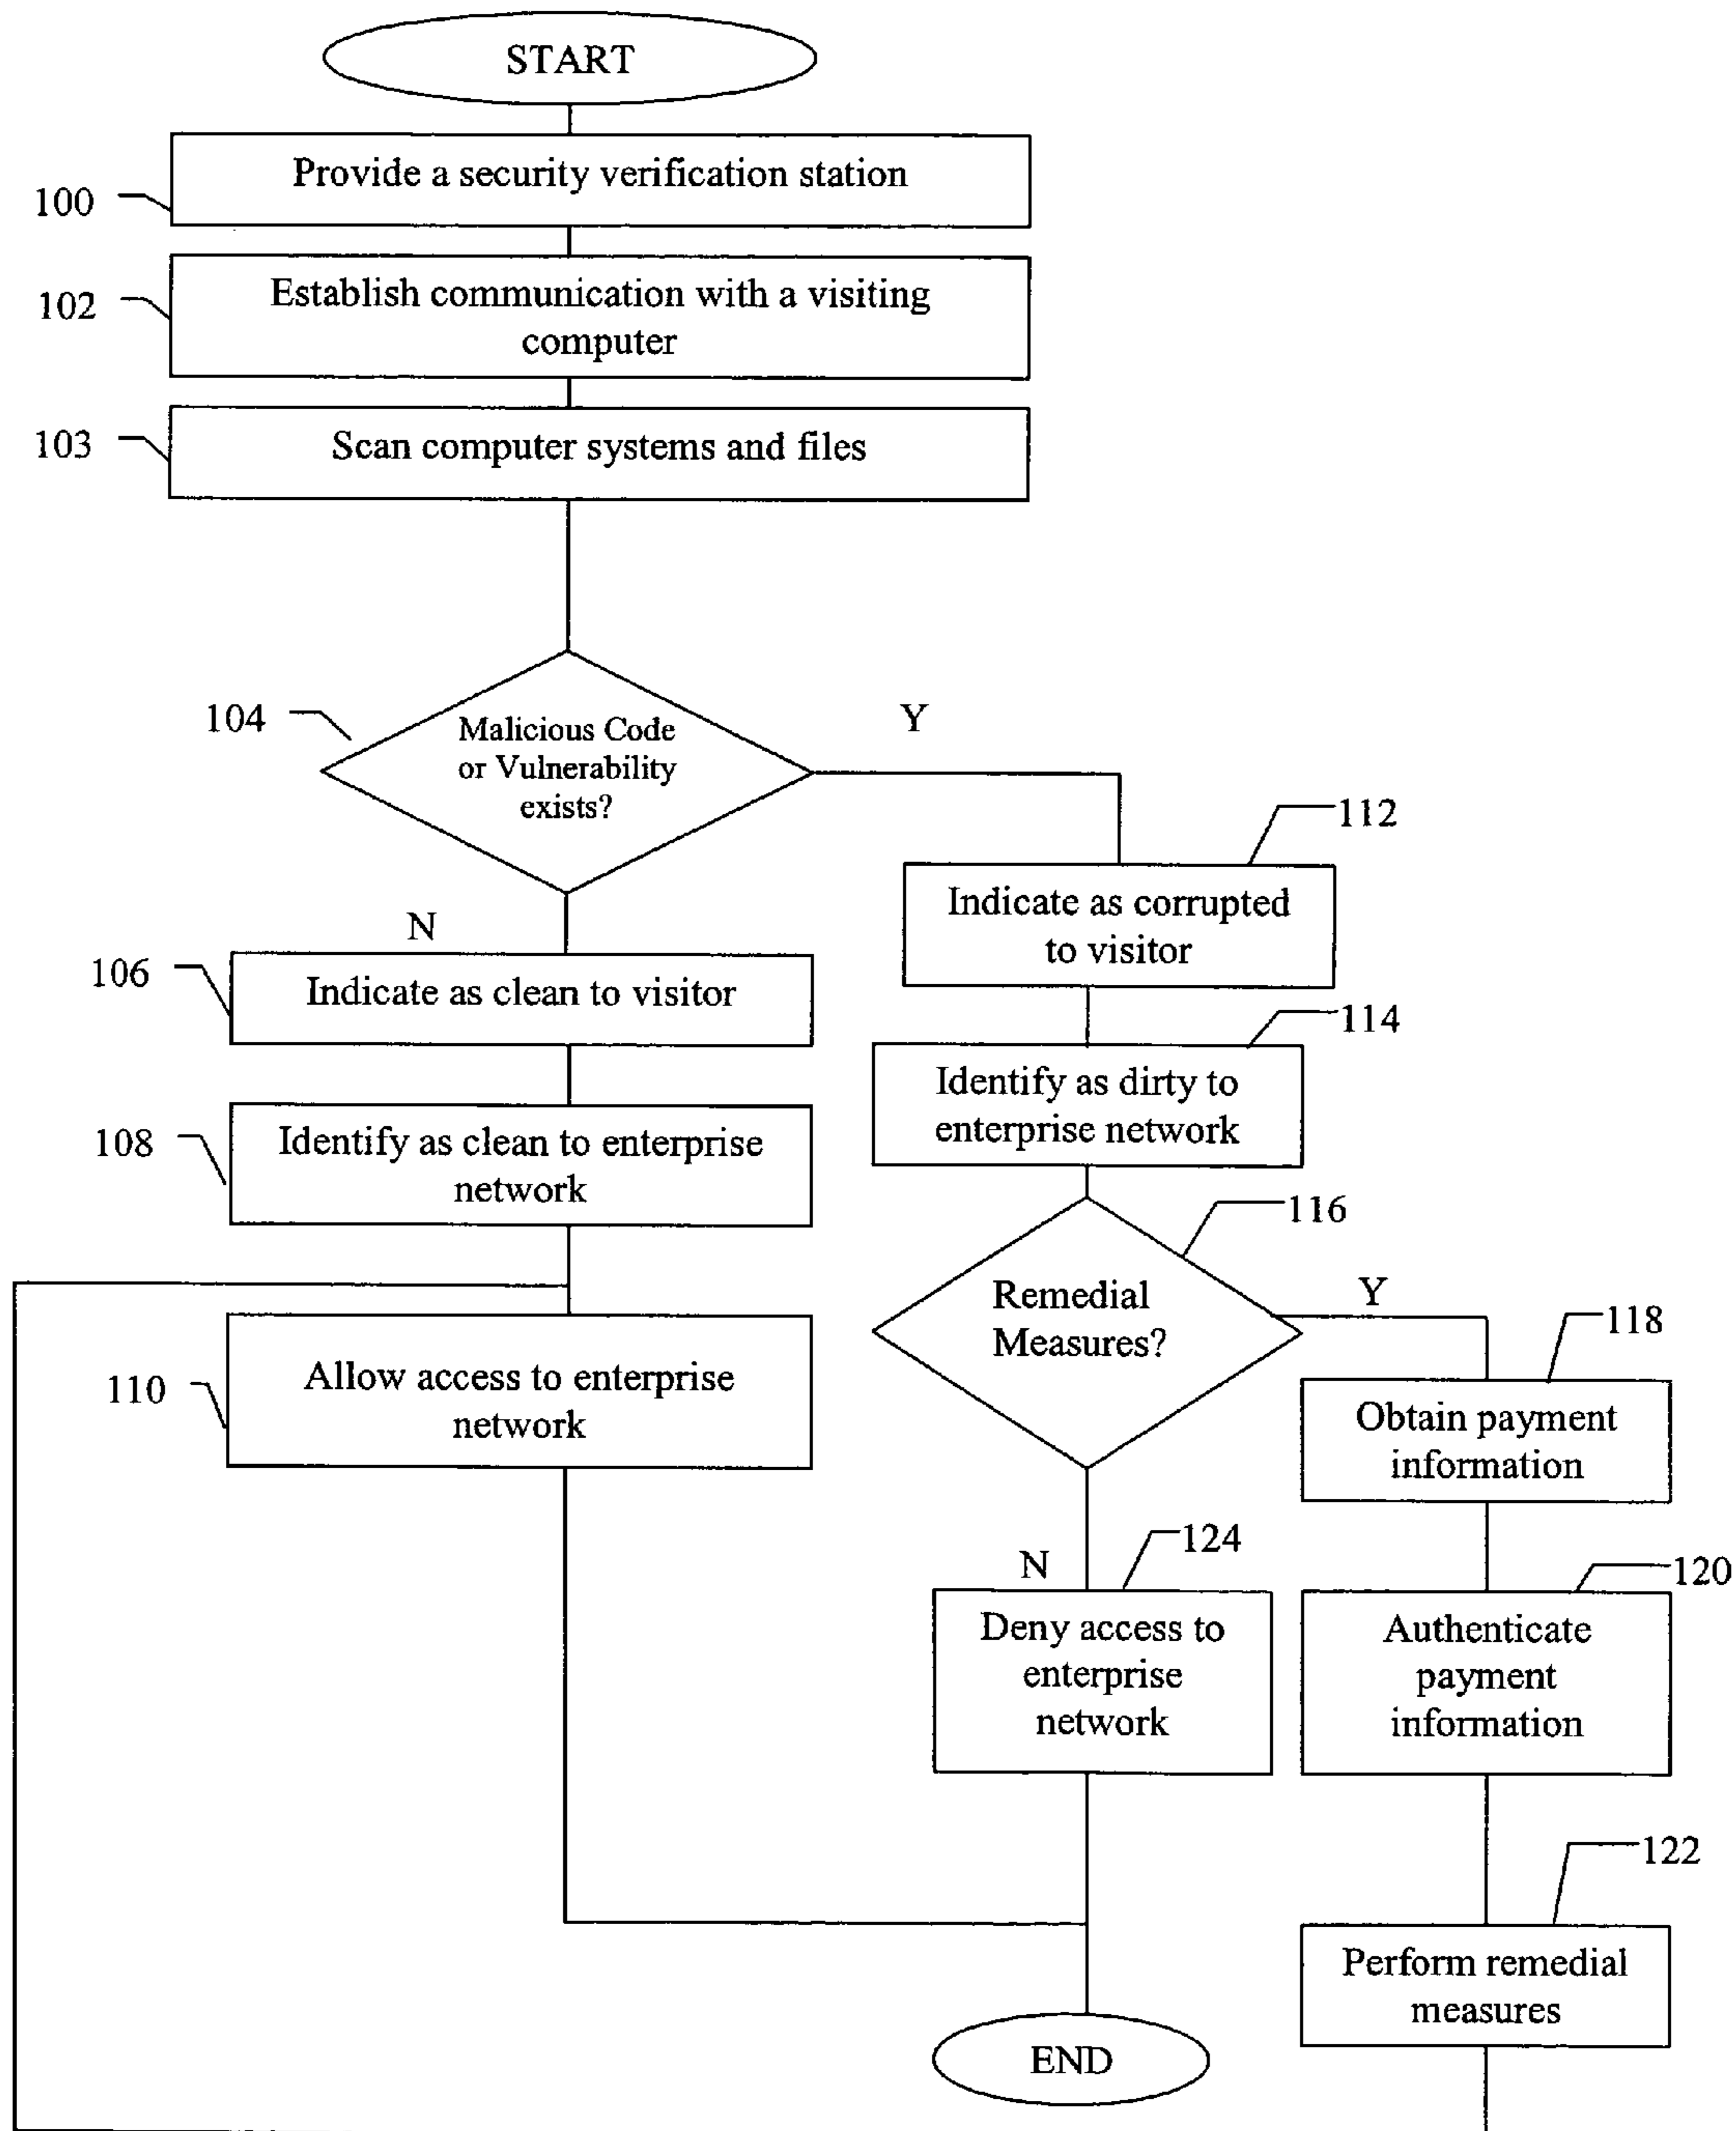 START
Provide a security verification station
100
Establish communication with a visiting
computer
102
Scan computer systems and files
103
104
Malicious Code
or Vulnerability
exists?
Y
N
112
Indicate as corrupted
to visitor
106
Indicate as clean to visitor
114
Identify as dirty to
enterprise network
108
Identify as clean to enterprise
network
116
Remedial
Measures?
Y
118
Obtain payment
information
110
Allow access to enterprise
network
N
124
Deny access to
enterprise
network
120
Authenticate
payment
information
122
Perform remedial
measures
END